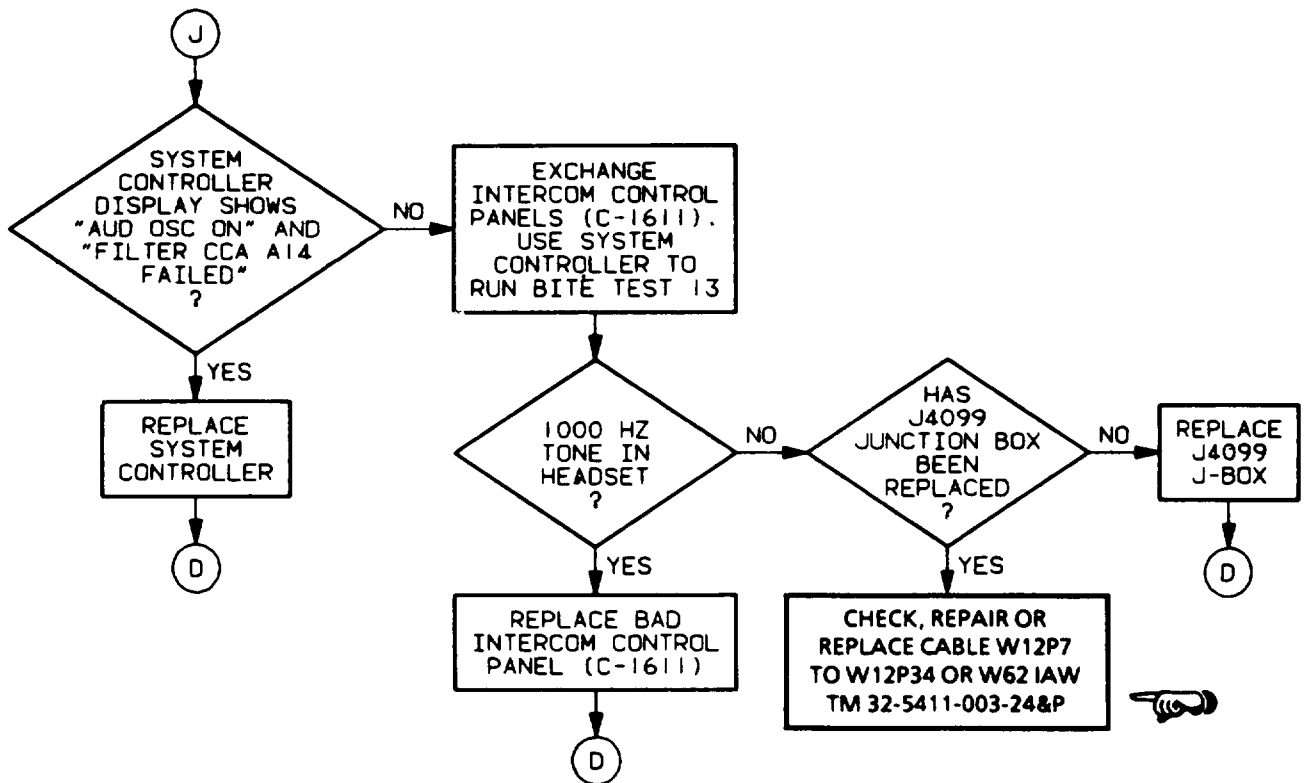 J
SYSTEM
CONTROLLER
DISPLAY SHOWS
"AUD OSC ON" AND
"FILTER CCA A14
FAILED"
?
NO
YES
REPLACE
SYSTEM
CONTROLLER
D
EXCHANGE
INTERCOM CONTROL
PANELS (C-1611).
USE SYSTEM
CONTROLLER TO
RUN BITE TEST 13
1000 HZ
TONE IN
HEADSET
?
NO
YES
REPLACE BAD
INTERCOM CONTROL
PANEL (C-1611)
D
HAS
J4099
JUNCTION BOX
BEEN
REPLACED
?
NO
YES
CHECK, REPAIR OR
REPLACE CABLE W12P7
TO W12P34 OR W62 IAW
TM 32-5411-003-24&P
REPLACE
J4099
J-BOX
D